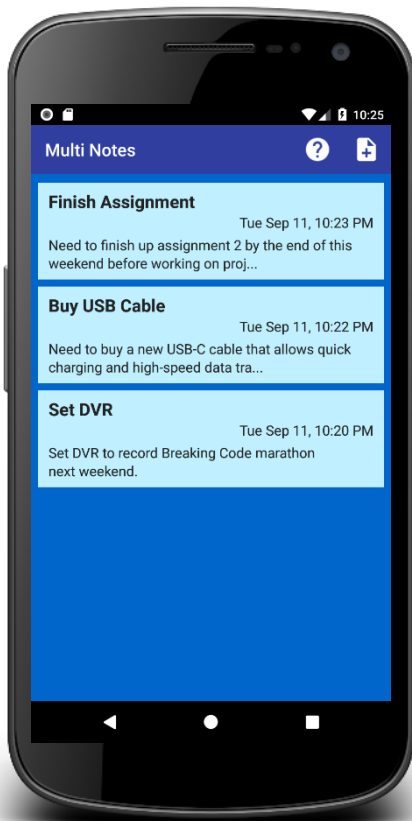 10:25
Multi Notes
Finish Assignment
Tue Sep 11, 10:23 PM
Need to finish up assignment 2 by the end of this
weekend before working on proj...
Buy USB Cable
Tue Sep 11, 10:22 PM
Need to buy a new USB-C cable that allows quick
charging and high-speed data tra...
Set DVR
Tue Sep 11, 10:20 PM
Set DVR to record Breaking Code marathon
next weekend.